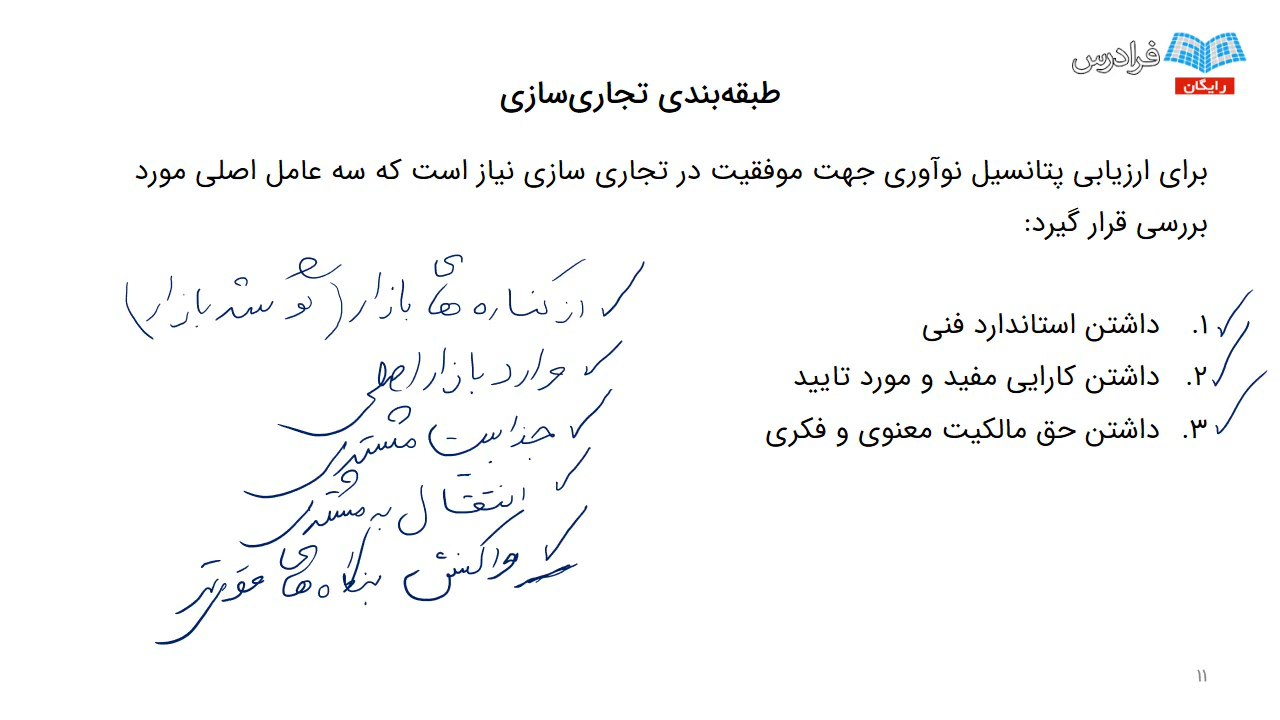 فرادرس
رایگان
طبقه‌بندی تجاری‌سازی
برای ارزیابی پتانسیل نوآوری جهت موفقیت در تجاری سازی نیاز است که سه عامل اصلی مورد
بررسی قرار گیرد:
۱. داشتن استاندارد فنی
۲. داشتن کارایی مفید و مورد تایید
۳. داشتن حق مالکیت معنوی و فکری
از کناره های بازار (گوشه بازار)
وارد بازار اصلی
جذابیت مشتری
انتقال به مشتری
واکنش بنگاه های قوی‌تر
۱۱